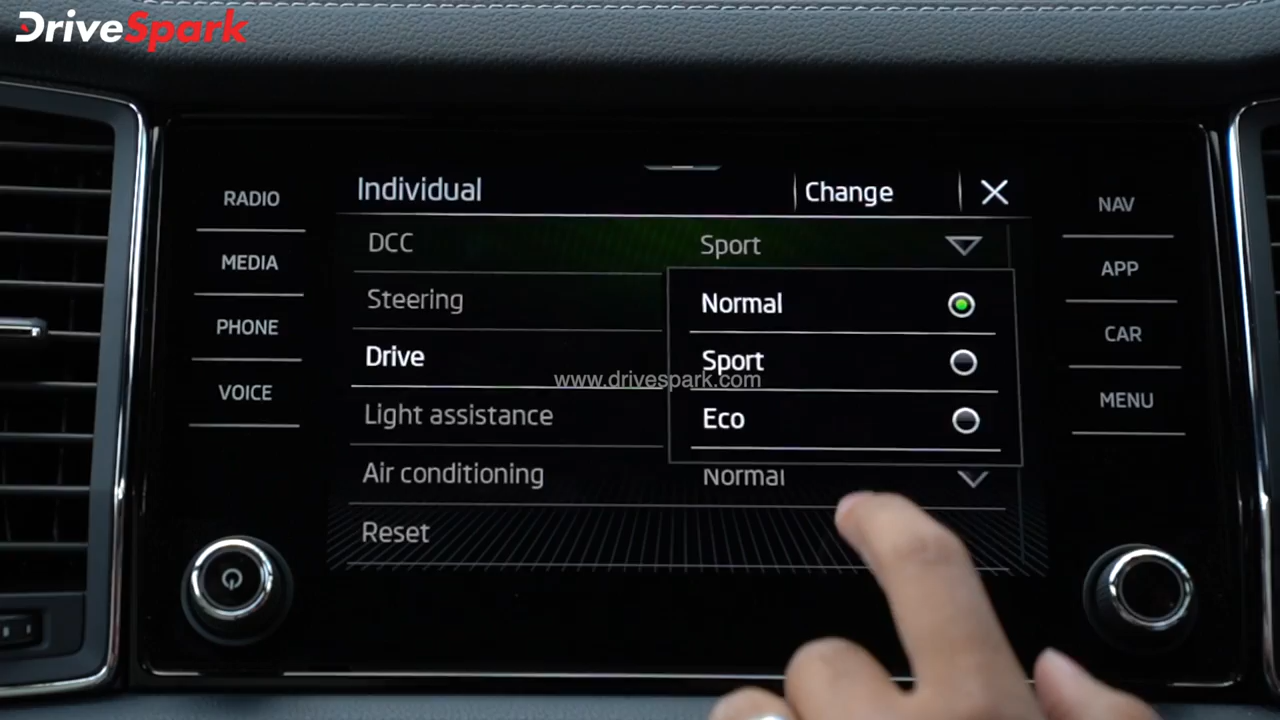 DriveSpark
Individual
Change
RADIO
MEDIA
PHONE
VOICE
DCC
Sport
Steering
Normal
Drive
Sport
www.drivespark.com
Light assistance
Eco
Air conditioning
Normal
Reset
NAV
APP
CAR
MENU